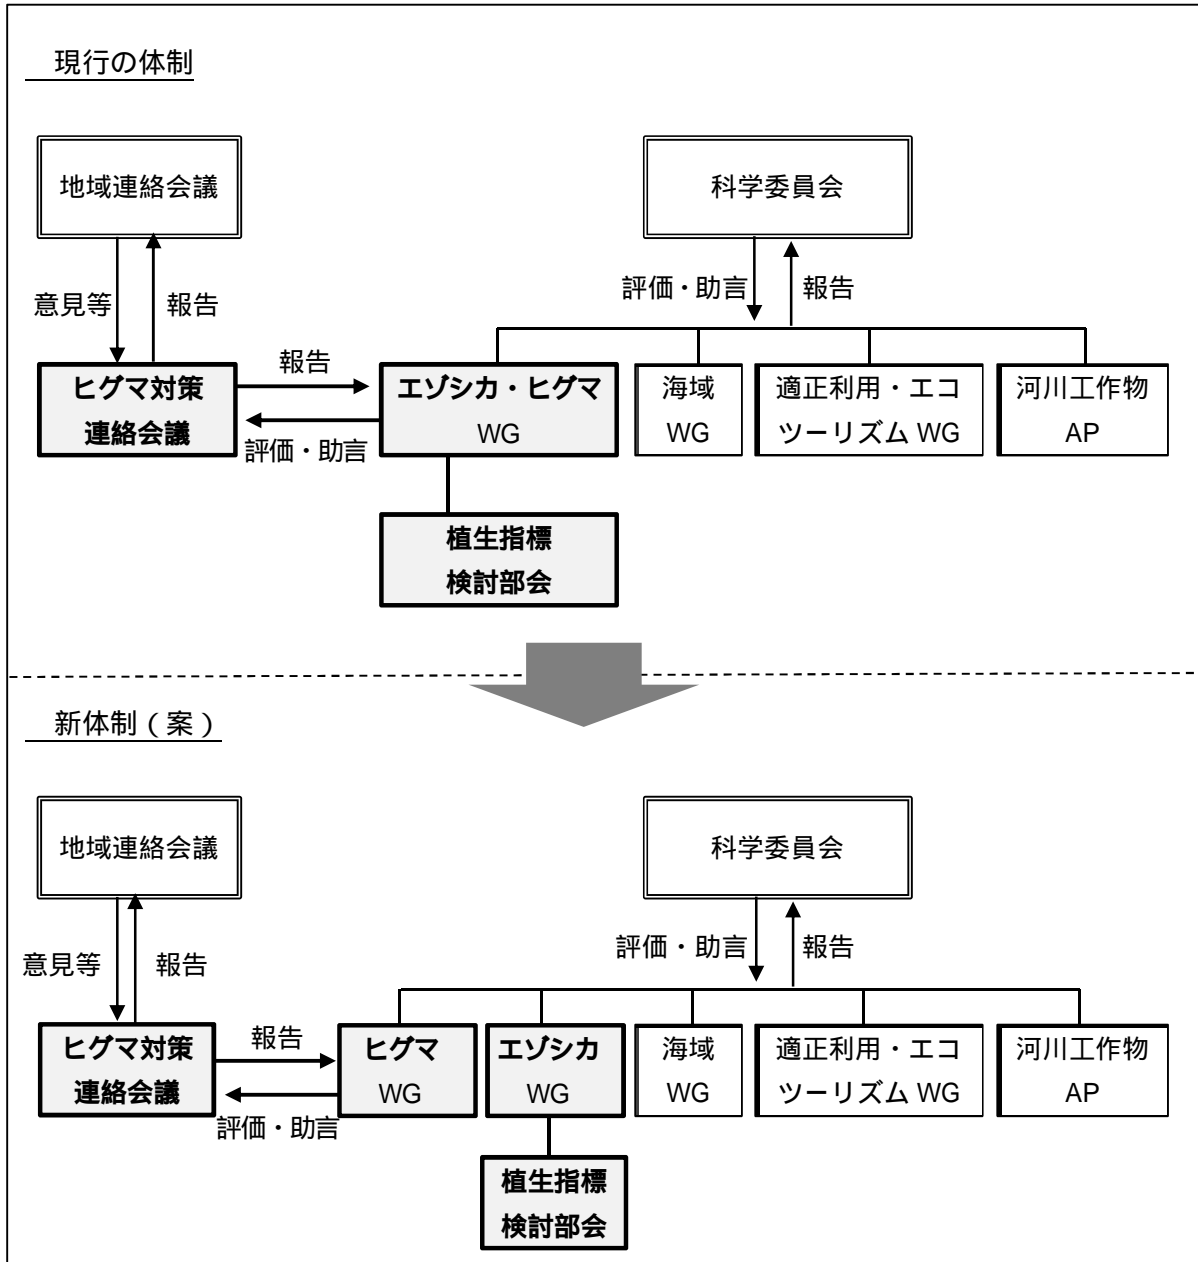 現行の体制
地域連絡会議
科学委員会
意見等
報告
評価・助言
報告
ヒグマ対策
連絡会議
報告
評価・助言
エゾシカ・ヒグマ
WG
海域
WG
適正利用・エコ
ツーリズム WG
河川工作物
AP
植生指標
検討部会
新体制（案）
地域連絡会議
科学委員会
意見等
報告
評価・助言
報告
ヒグマ対策
連絡会議
報告
評価・助言
ヒグマ
WG
エゾシカ
WG
海域
WG
適正利用・エコ
ツーリズム WG
河川工作物
AP
植生指標
検討部会